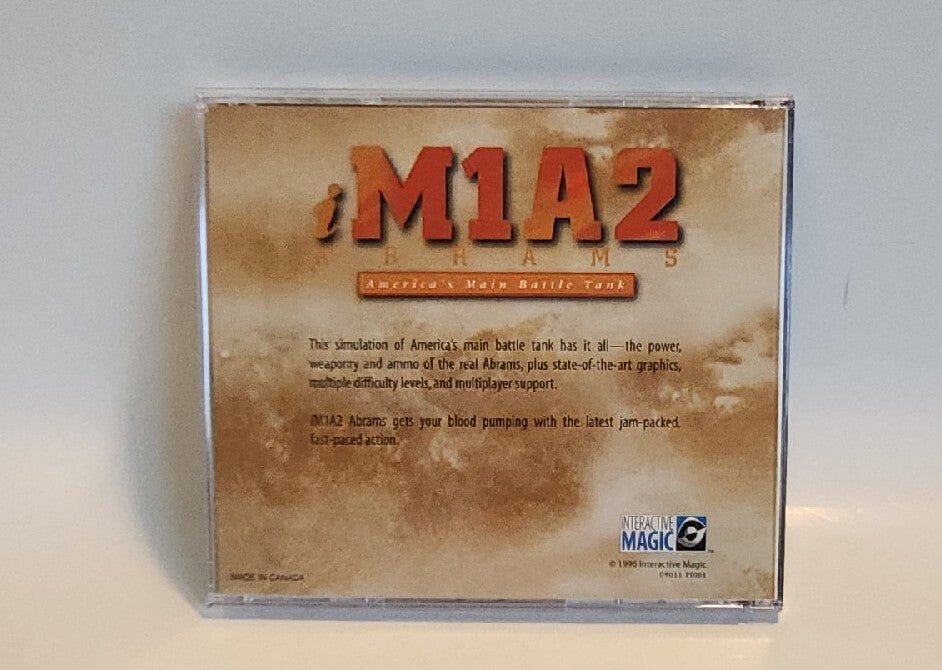 iM1A2
ABRAMS
America's Main Battle Tank
This simulation of America's main battle tank has it all—the power,
weaponry and ammo of the real Abrams, plus state-of-the-art graphics,
multiple difficulty levels, and multiplayer support.
iM1A2 Abrams gets your blood pumping with the latest jam-packed,
fast-paced action.
INTERACTIVE
MAGIC
™
© 1996 Interactive Magic
MADE IN CANADA